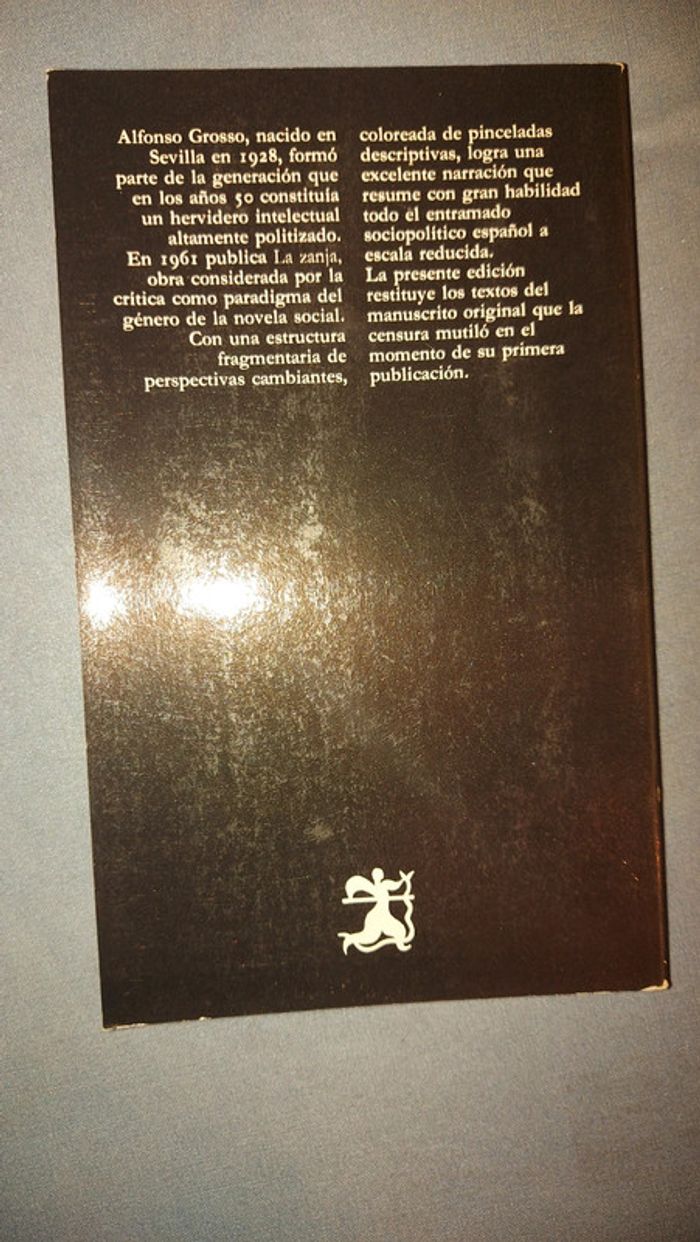 Alfonso Grosso, nacido en
Sevilla en 1928, formó
parte de la generación que
en los años 50 constituía
un hervidero intelectual
altamente politizado.
En 1961 publica La zanja,
obra considerada por la
crítica como paradigma del
género de la novela social.
Con una estructura
fragmentaria de
perspectivas cambiantes,
coloreada de pinceladas
descriptivas, logra una
excelente narración que
resume con gran habilidad
todo el entramado
sociopolítico español a
escala reducida.
La presente edición
restituye los textos del
manuscrito original que la
censura mutiló en el
momento de su primera
publicación.